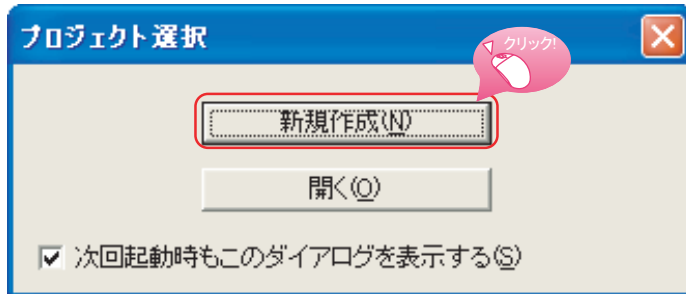 プロジェクト選択
クリック!
新規作成(N)
開く(O)
次回起動時もこのダイアログを表示する(S)